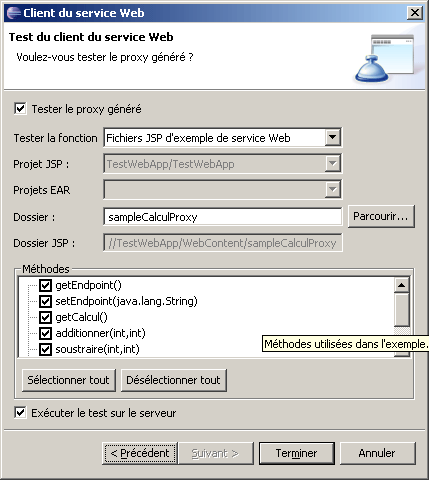 Client du service Web
Test du client du service Web
Voulez-vous tester le proxy généré ?
Tester le proxy généré
Tester la fonction Fichiers JSP d'exemple de service Web
Projet JSP : TestWebApp/TestWebApp
Projets EAR
Dossier : sampleCalculProxy Parcourir...
Dossier JSP : //TestWebApp/WebContent/sampleCalculProxy
Méthodes
getEndpoint()
setEndpoint(java.lang.String)
getCalcul()
additionner(int,int)
soustraire(int,int)
Méthodes utilisées dans l'exemple.
Sélectionner tout Désélectionner tout
Exécuter le test sur le serveur
< Précédent Suivant > Terminer Annuler